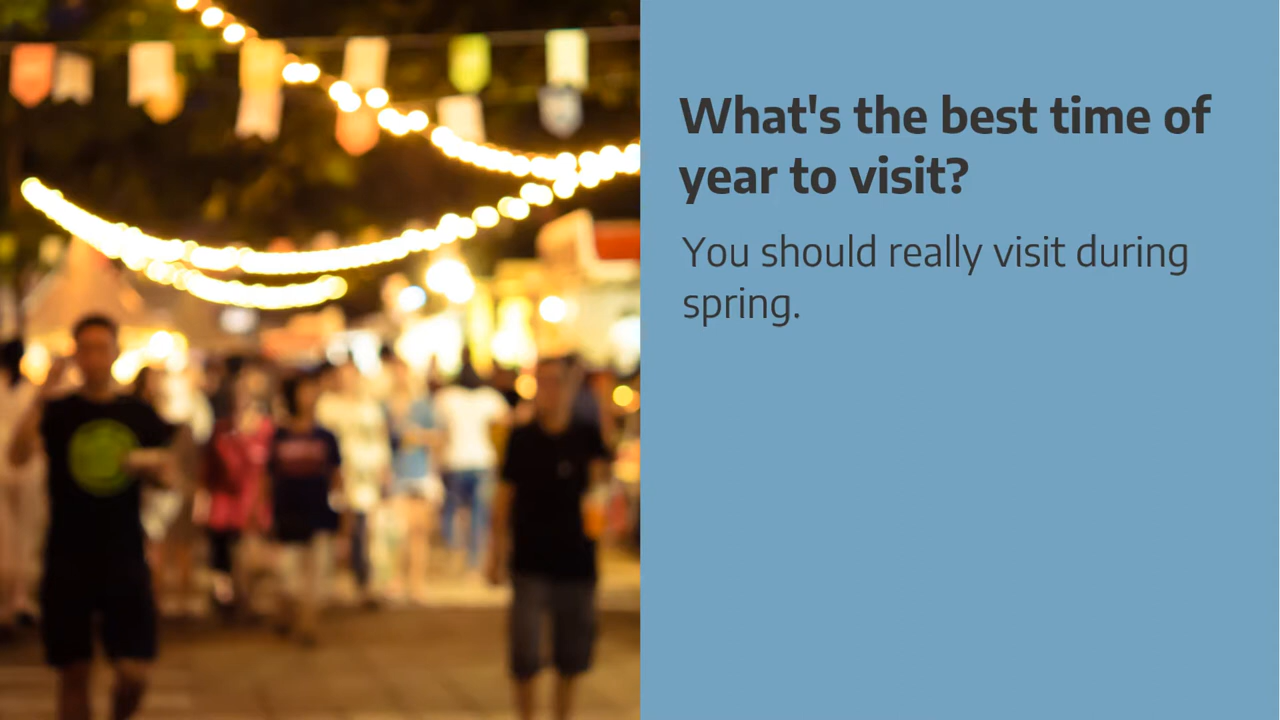 What's the best time of
year to visit?
You should really visit during
spring.